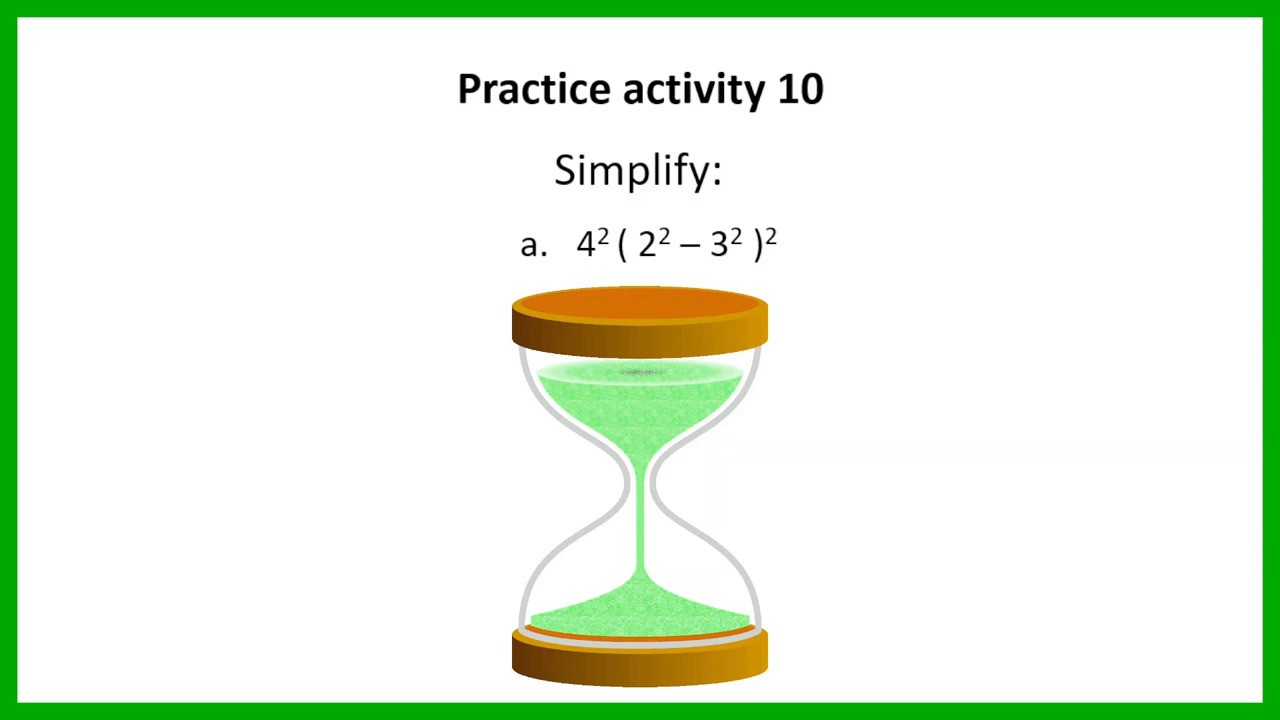 Practice activity 10
Simplify:
a. 4² ( 2² – 3² )²